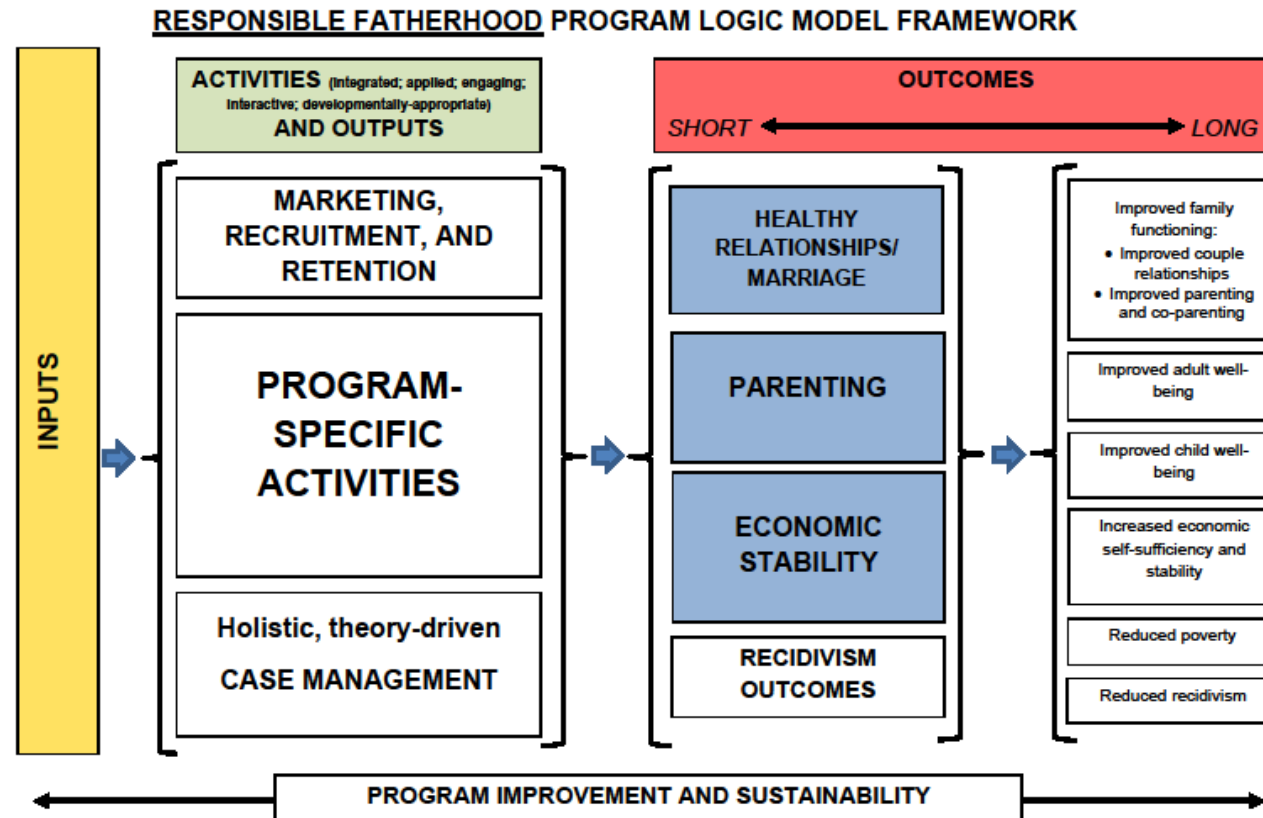 RESPONSIBLE FATHERHOOD PROGRAM LOGIC MODEL FRAMEWORK
INPUTS
ACTIVITIES (integrated; applied; engaging;
interactive; developmentally-appropriate)
AND OUTPUTS
MARKETING,
RECRUITMENT, AND
RETENTION
PROGRAM-
SPECIFIC
ACTIVITIES
Holistic, theory-driven
CASE MANAGEMENT
OUTCOMES
SHORT LONG
HEALTHY
RELATIONSHIPS/
MARRIAGE
PARENTING
ECONOMIC
STABILITY
RECIDIVISM
OUTCOMES
Improved family
functioning:
• Improved couple
relationships
• Improved parenting
and co-parenting
Improved adult well-
being
Improved child well-
being
Increased economic
self-sufficiency and
stability
Reduced poverty
Reduced recidivism
PROGRAM IMPROVEMENT AND SUSTAINABILITY